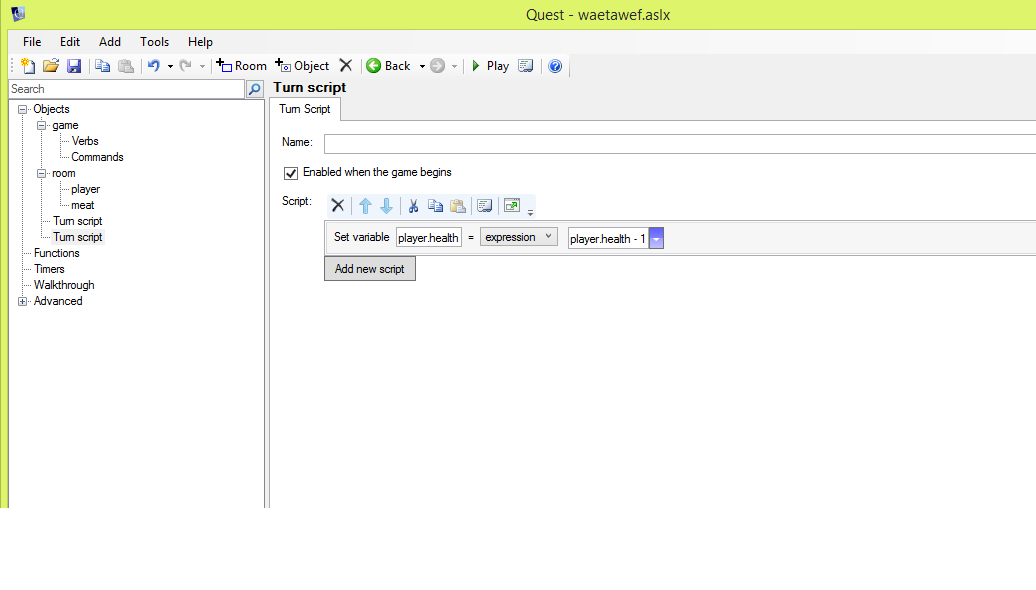 Quest - waetawef.aslx
File Edit Add Tools Help
Room Object Back Play
Search
Objects
game
Verbs
Commands
room
player
meat
Turn script
Turn script
Functions
Timers
Walkthrough
Advanced
Turn script
Turn Script
Name:
Enabled when the game begins
Script:
Set variable player.health = expression player.health - 1
Add new script